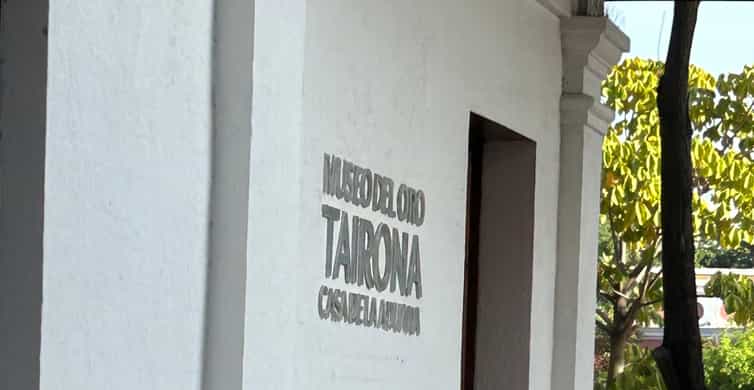 MUSEO DEL ORO
TAIRONA
CASA DE LA ADUANA